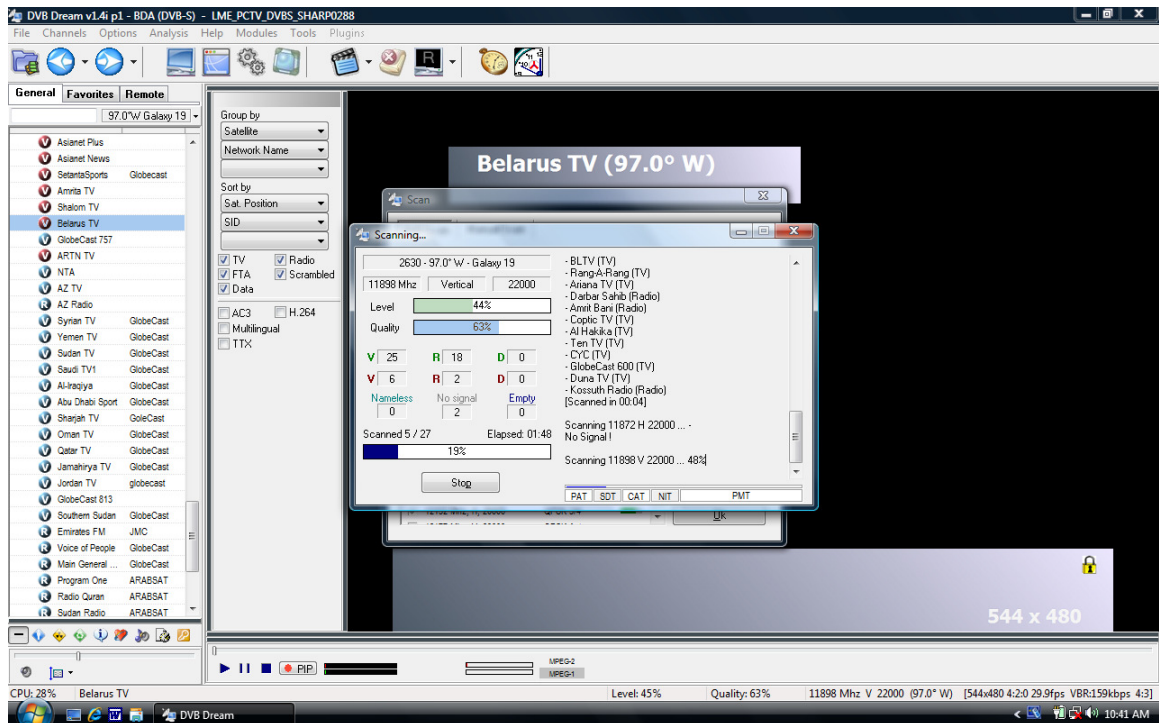 DVB Dream v1.4i p1 - BDA (DVB-S) - LME_PCTV_DVBS_SHARP0288
File Channels Options Analysis Help Modules Tools Plugins
General Favorites Remote
97.0°W Galaxy 19
Asianet Plus
Asianet News
SetantaSports Globecast
Amrita TV
Shalom TV
Belarus TV
GlobeCast 757
ARTN TV
NTA
AZ TV
AZ Radio
Syrian TV GlobeCast
Yemen TV GlobeCast
Sudan TV GlobeCast
Saudi TV1 GlobeCast
Al-Iraqiya GlobeCast
Abu Dhabi Sport GlobeCast
Sharjah TV GoleCast
Oman TV GlobeCast
Qatar TV GlobeCast
Jamahirya TV GlobeCast
Jordan TV globecast
GlobeCast 813
Southern Sudan GlobeCast
Emirates FM JMC
Voice of People GlobeCast
Main General ... GlobeCast
Program One ARABSAT
Radio Quran ARABSAT
Sudan Radio ARABSAT
Group by
Satellite
Network Name
Sort by
Sat. Position
SID
TV Radio
FTA Scrambled
Data
AC3 H.264
Multilingual
TTX
Belarus TV (97.0° W)
Scan
Scanning...
2630 - 97.0° W - Galaxy 19
11898 Mhz Vertical 22000
Level 44%
Quality 63%
V 25 R 18 D 0
V 6 R 2 D 0
Nameless No signal Empty
0 2 0
Scanned 5 / 27 Elapsed: 01:48
19%
Stop
- BLTV (TV)
- Rang-A-Rang (TV)
- Ariana TV (TV)
- Darbar Sahib (Radio)
- Amrit Bani (Radio)
- Coptic TV (TV)
- Al Hakika (TV)
- Ten TV (TV)
- CYC (TV)
- GlobeCast 600 (TV)
- Duna TV (TV)
- Kossuth Radio (Radio)
[Scanned in 00:04]
Scanning 11872 H 22000 ... -
No Signal !
Scanning 11898 V 22000 ... 48%
PAT SDT CAT NIT PMT
Ok
544 x 480
PIP
MPEG-2
MPEG-1
CPU: 28% Belarus TV Level: 45% Quality: 63% 11898 Mhz V 22000 (97.0° W) [544x480 4:2:0 29.9fps VBR:159kbps 4:3]
DVB Dream 10:41 AM